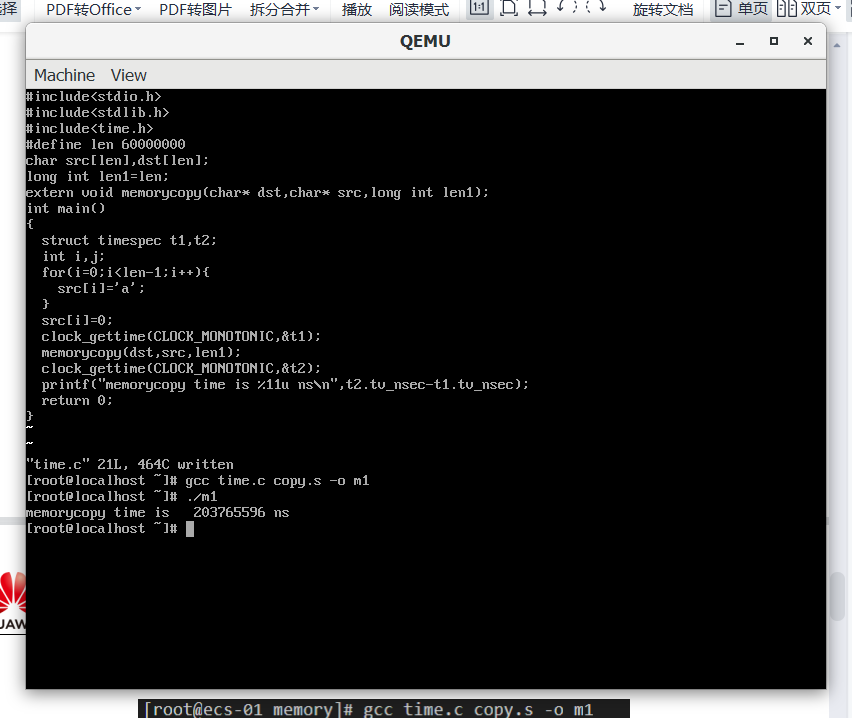 择 PDF转Office PDF转图片 拆分合并 播放 阅读模式 1:1 旋转文档 单页 双页
QEMU
Machine View
#include<stdio.h>
#include<stdlib.h>
#include<time.h>
#define len 60000000
char src[len],dst[len];
long int len1=len;
extern void memorycopy(char* dst,char* src,long int len1);
int main()
{
  struct timespec t1,t2;
  int i,j;
  for(i=0;i<len-1;i++){
    src[i]='a';
  }
  src[i]=0;
  clock_gettime(CLOCK_MONOTONIC,&t1);
  memorycopy(dst,src,len1);
  clock_gettime(CLOCK_MONOTONIC,&t2);
  printf("memorycopy time is %11u ns\n",t2.tv_nsec-t1.tv_nsec);
  return 0;
}
~
~
"time.c" 21L, 464C written
[root@localhost ~]# gcc time.c copy.s -o m1
[root@localhost ~]# ./m1
memorycopy time is   203765596 ns
[root@localhost ~]#
UAW
[root@ecs-01 memory]# gcc time.c copy.s -o m1